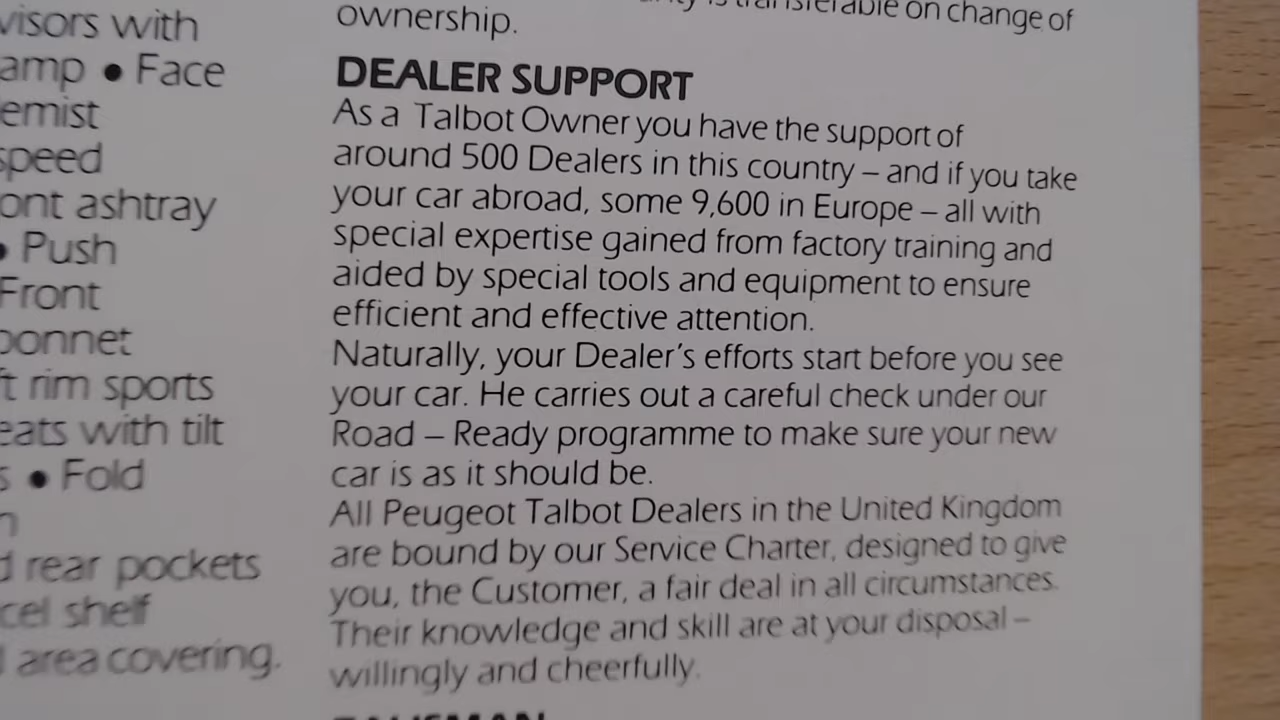 visors with
amp • Face
emist
speed
ont ashtray
• Push
Front
bonnet
ft rim sports
eats with tilt
s • Fold
n
d rear pockets
cel shelf
area covering.
is transferable on change of
ownership.
DEALER SUPPORT
As a Talbot Owner you have the support of
around 500 Dealers in this country – and if you take
your car abroad, some 9,600 in Europe – all with
special expertise gained from factory training and
aided by special tools and equipment to ensure
efficient and effective attention.
Naturally, your Dealer's efforts start before you see
your car. He carries out a careful check under our
Road – Ready programme to make sure your new
car is as it should be.
All Peugeot Talbot Dealers in the United Kingdom
are bound by our Service Charter, designed to give
you, the Customer, a fair deal in all circumstances.
Their knowledge and skill are at your disposal –
willingly and cheerfully.